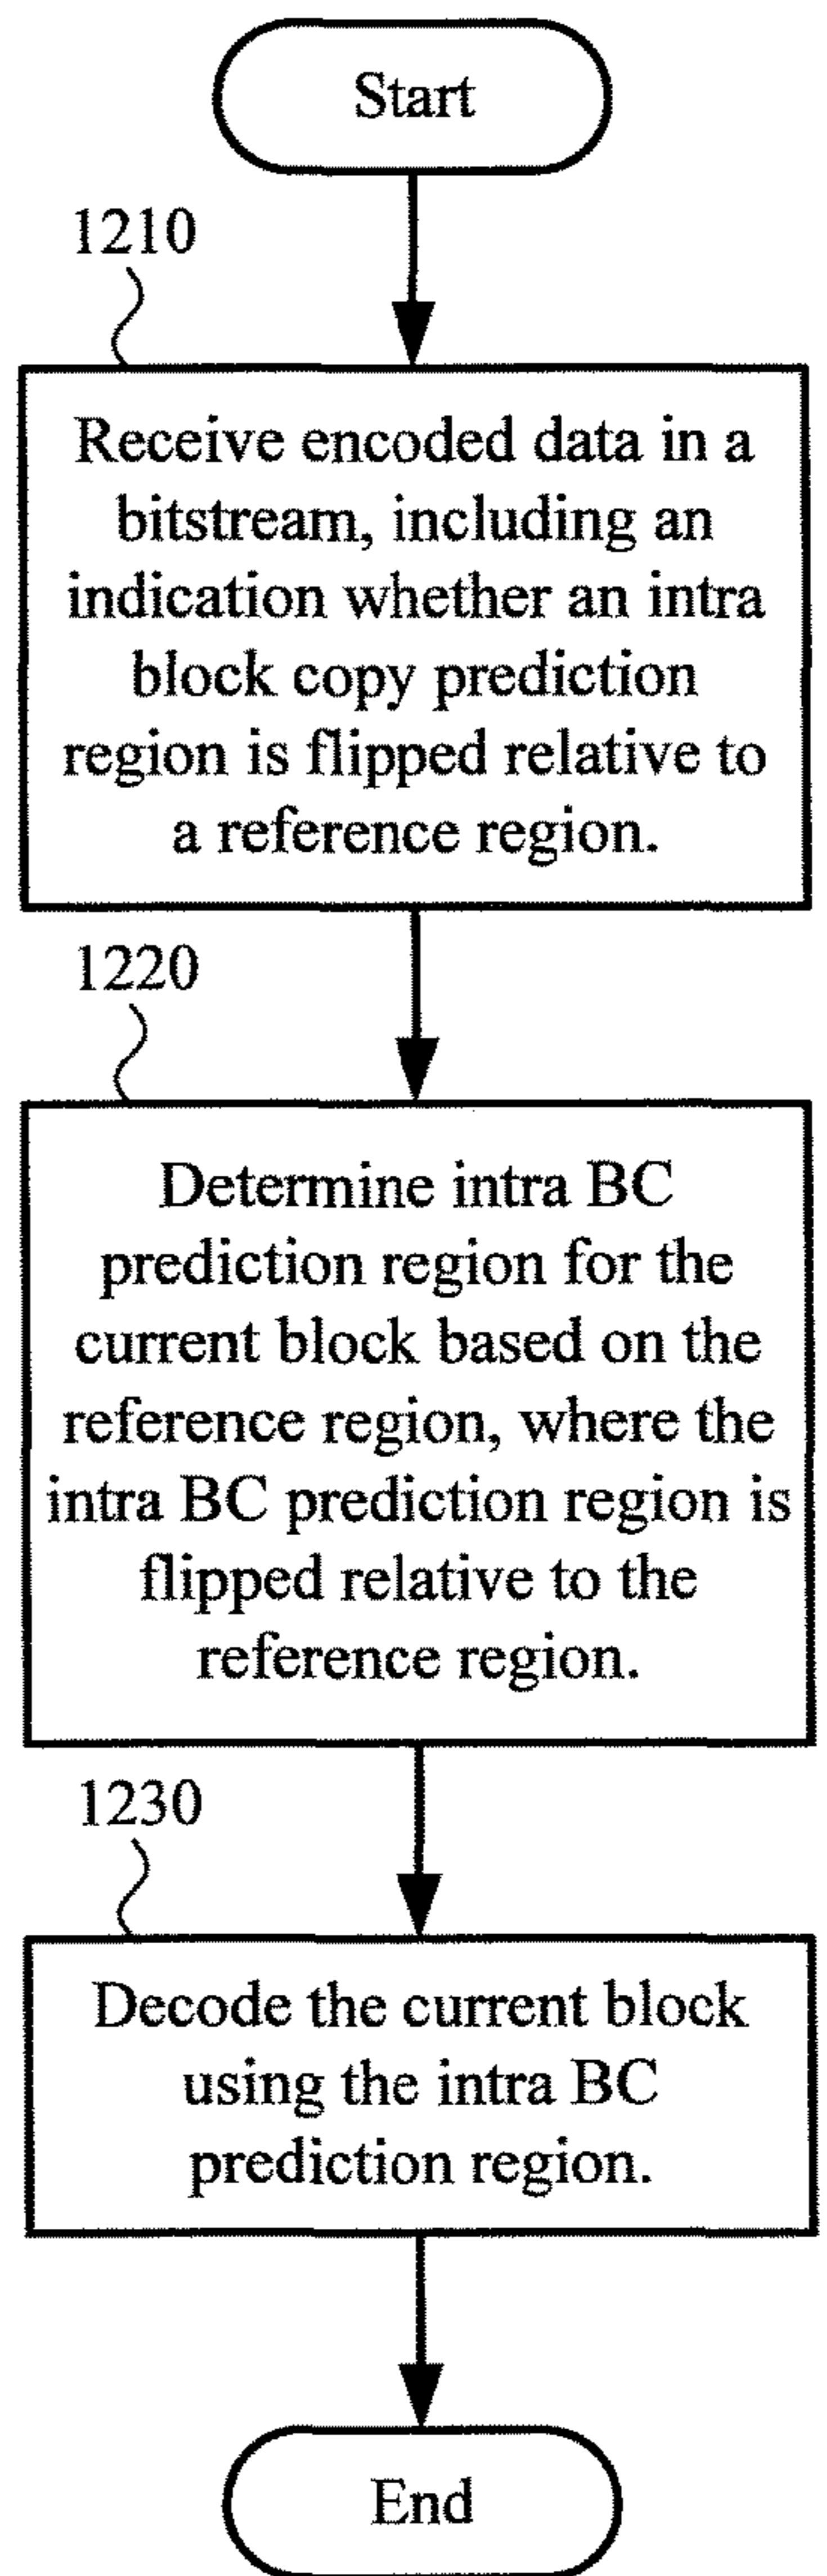 Start
1210
Receive encoded data in a
bitstream, including an
indication whether an intra
block copy prediction
region is flipped relative to
a reference region.
1220
Determine intra BC
prediction region for the
current block based on the
reference region, where the
intra BC prediction region is
flipped relative to the
reference region.
1230
Decode the current block
using the intra BC
prediction region.
End